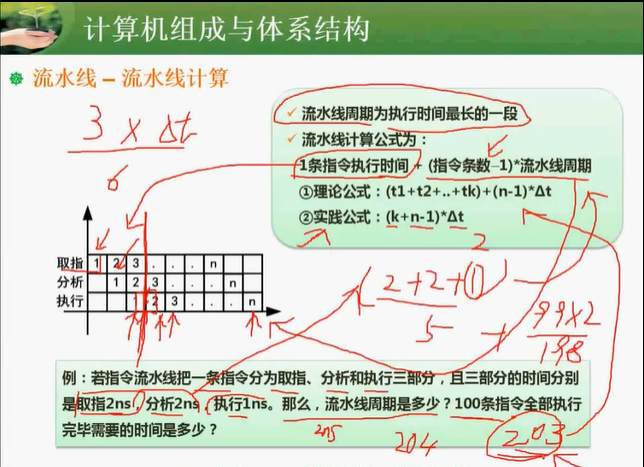 计算机组成与体系结构
流水线 – 流水线计算
3 × Δt
6
✓ 流水线周期为执行时间最长的一段
✓ 流水线计算公式为：
1条指令执行时间 + (指令条数–1)*流水线周期
①理论公式：(t1+t2+..+tk)+(n-1)*Δt
②实践公式：(k+n-1)*Δt
2
取指 1 2 3 . . . n
分析 1 2 3 . . . n
执行 1 2 3 . . . n
(2+2+①)
5 + 99×2
198
例：若指令流水线把一条指令分为取指、分析和执行三部分，且三部分的时间分别
是取指2ns，分析2ns，执行1ns。那么，流水线周期是多少？100条指令全部执行
完毕需要的时间是多少？
2ns 204 203